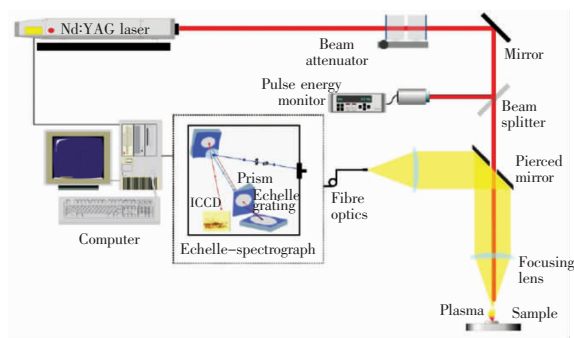 Nd:YAG laser
Beam
attenuator
Mirror
Pulse energy
monitor
Beam
splitter
Pierced
mirror
Prism
Echelle
grating
ICCD
Fibre
optics
Computer
Echelle-spectrograph
Focusing
lens
Plasma
Sample